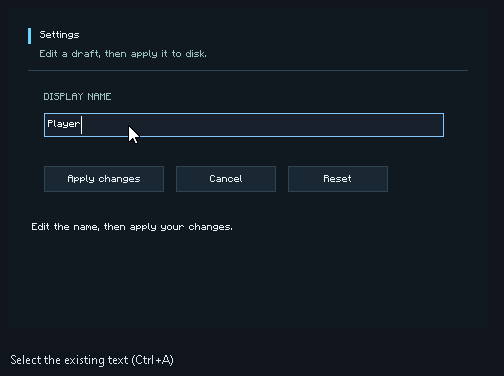 Settings
Edit a draft, then apply it to disk.
DISPLAY NAME
Player
Apply changes
Cancel
Reset
Edit the name, then apply your changes.
Select the existing text (Ctrl+A)